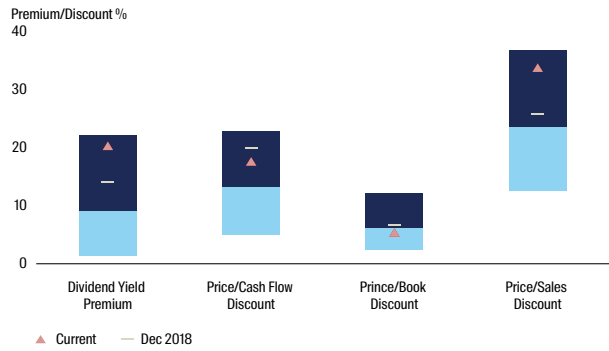 Premium/Discount %
40
30
20
10
0
Dividend Yield
Premium
Price/Cash Flow
Discount
Prince/Book
Discount
Price/Sales
Discount
Current
Dec 2018